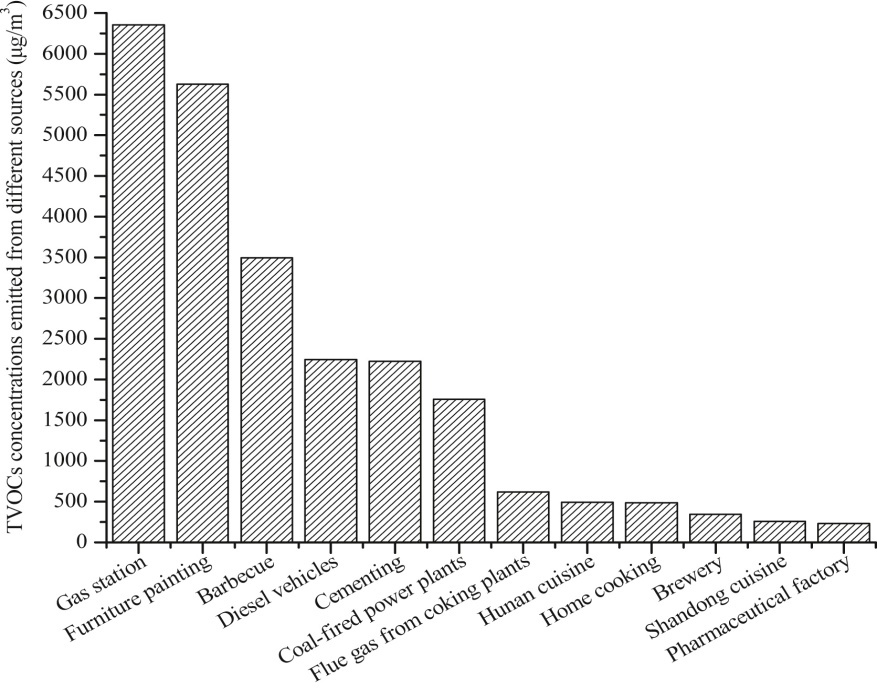 TVOCs concentrations emitted from different sources (μg/m³)
6500
6000
5500
5000
4500
4000
3500
3000
2500
2000
1500
1000
500
0
Gas station
Furniture painting
Barbecue
Diesel vehicles
Cementing
Coal-fired power plants
Flue gas from coking plants
Hunan cuisine
Home cooking
Brewery
Shandong cuisine
Pharmaceutical factory